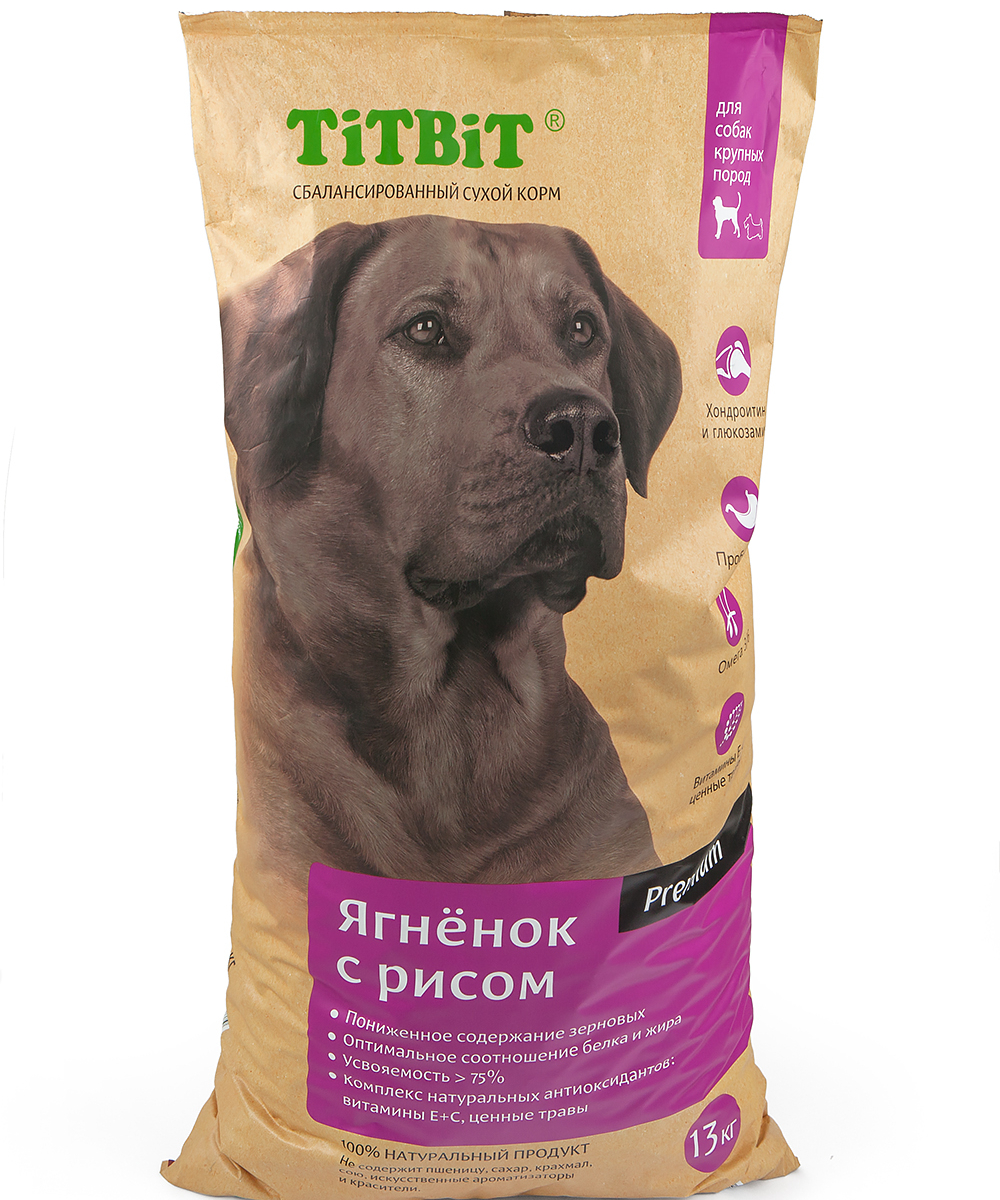 TiTBiT®
СБАЛАНСИРОВАННЫЙ СУХОЙ КОРМ
для
собак
крупных
пород
Хондроитин
и глюкозами
Омега 3/6
Витамины Е+
ценные
Premium
Ягнёнок
с рисом
• Пониженное содержание зерновых
• Оптимальное соотношение белка и жира
• Усвояемость > 75%
• Комплекс натуральных антиоксидантов:
витамины Е+С, ценные травы
13 кг
100% НАТУРАЛЬНЫЙ ПРОДУКТ
Не содержит пшеницу, сахар, крахмал,
сою, искусственные ароматизаторы
и красители.